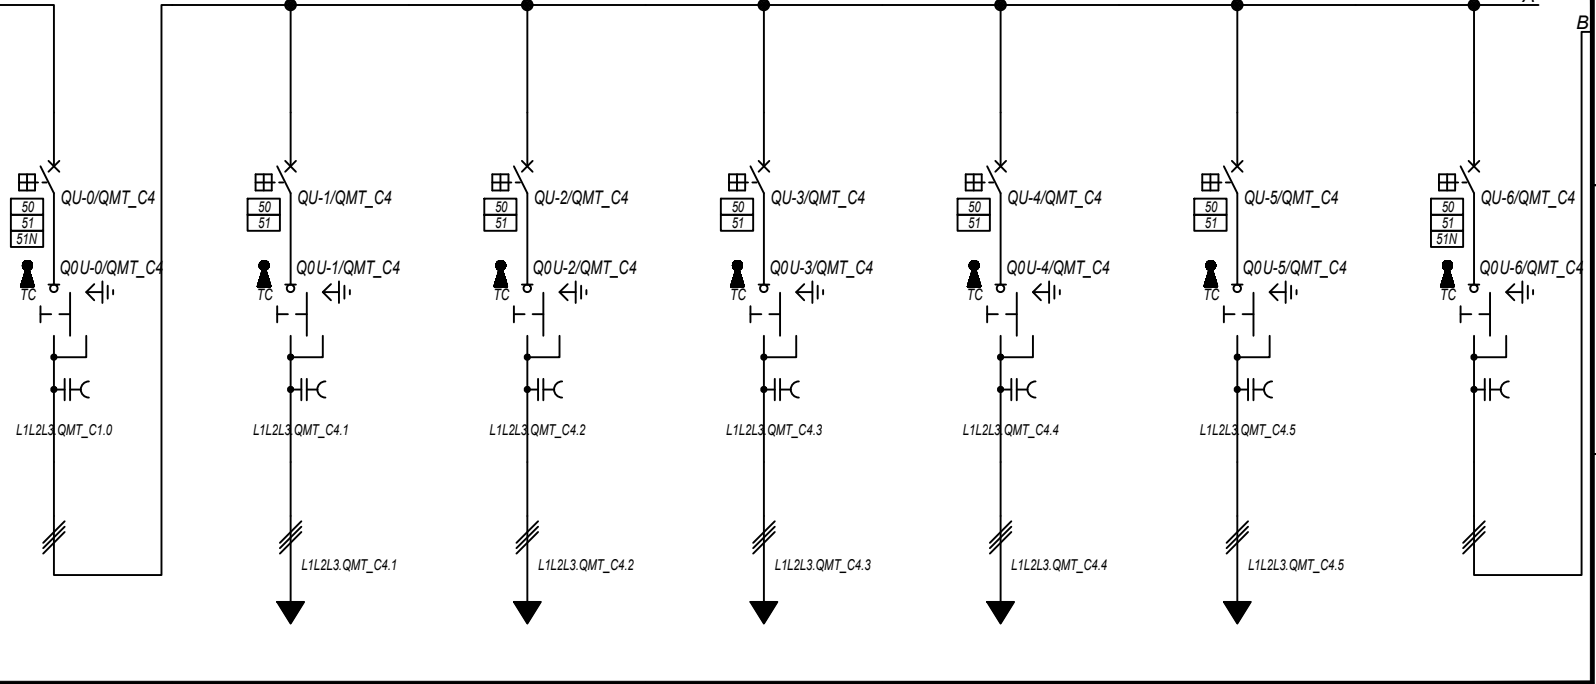 B
QU-0/QMT_C4 QU-1/QMT_C4 QU-2/QMT_C4 QU-3/QMT_C4 QU-4/QMT_C4 QU-5/QMT_C4 QU-6/QMT_C4
50 50 50 50 50 50 50
51 51 51 51 51 51 51
51N 51N
Q0U-0/QMT_C4 Q0U-1/QMT_C4 Q0U-2/QMT_C4 Q0U-3/QMT_C4 Q0U-4/QMT_C4 Q0U-5/QMT_C4 Q0U-6/QMT_C4
TC TC TC TC TC TC TC
L1L2L3.QMT_C1.0 L1L2L3.QMT_C4.1 L1L2L3.QMT_C4.2 L1L2L3.QMT_C4.3 L1L2L3.QMT_C4.4 L1L2L3.QMT_C4.5
L1L2L3.QMT_C4.1 L1L2L3.QMT_C4.2 L1L2L3.QMT_C4.3 L1L2L3.QMT_C4.4 L1L2L3.QMT_C4.5